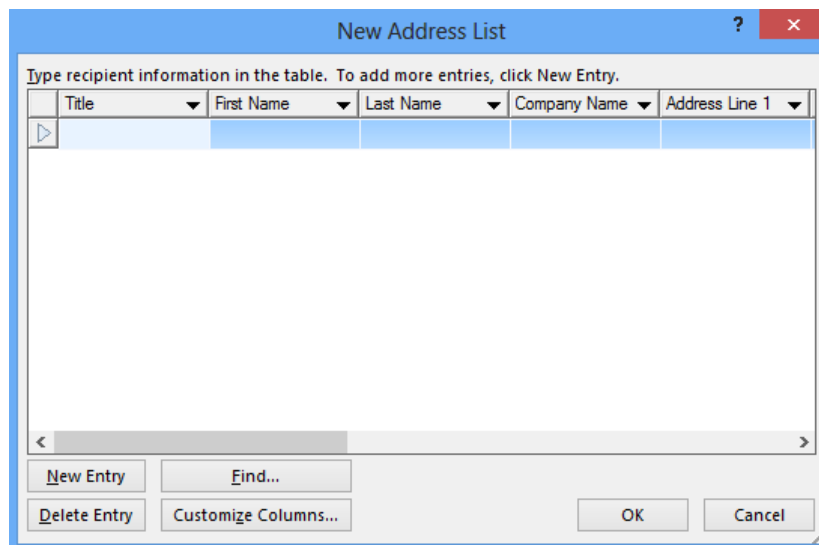 New Address List ?
Type recipient information in the table. To add more entries, click New Entry.
Title First Name Last Name Company Name Address Line 1
New Entry Find...
Delete Entry Customize Columns... OK Cancel